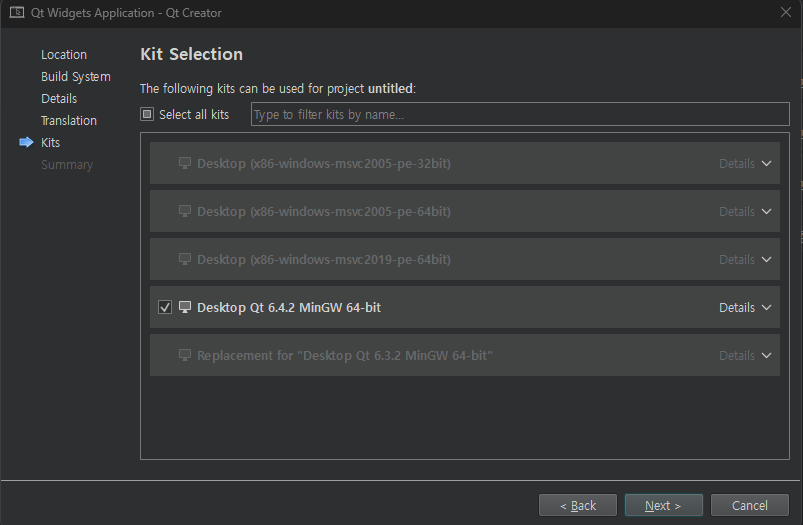 Qt Widgets Application - Qt Creator
Location
Build System
Details
Translation
Kits
Summary
Kit Selection
The following kits can be used for project untitled:
Select all kits
Type to filter kits by name...
Desktop (x86-windows-msvc2005-pe-32bit) Details
Desktop (x86-windows-msvc2005-pe-64bit) Details
Desktop (x86-windows-msvc2019-pe-64bit) Details
Desktop Qt 6.4.2 MinGW 64-bit Details
Replacement for "Desktop Qt 6.3.2 MinGW 64-bit" Details
< Back Next > Cancel